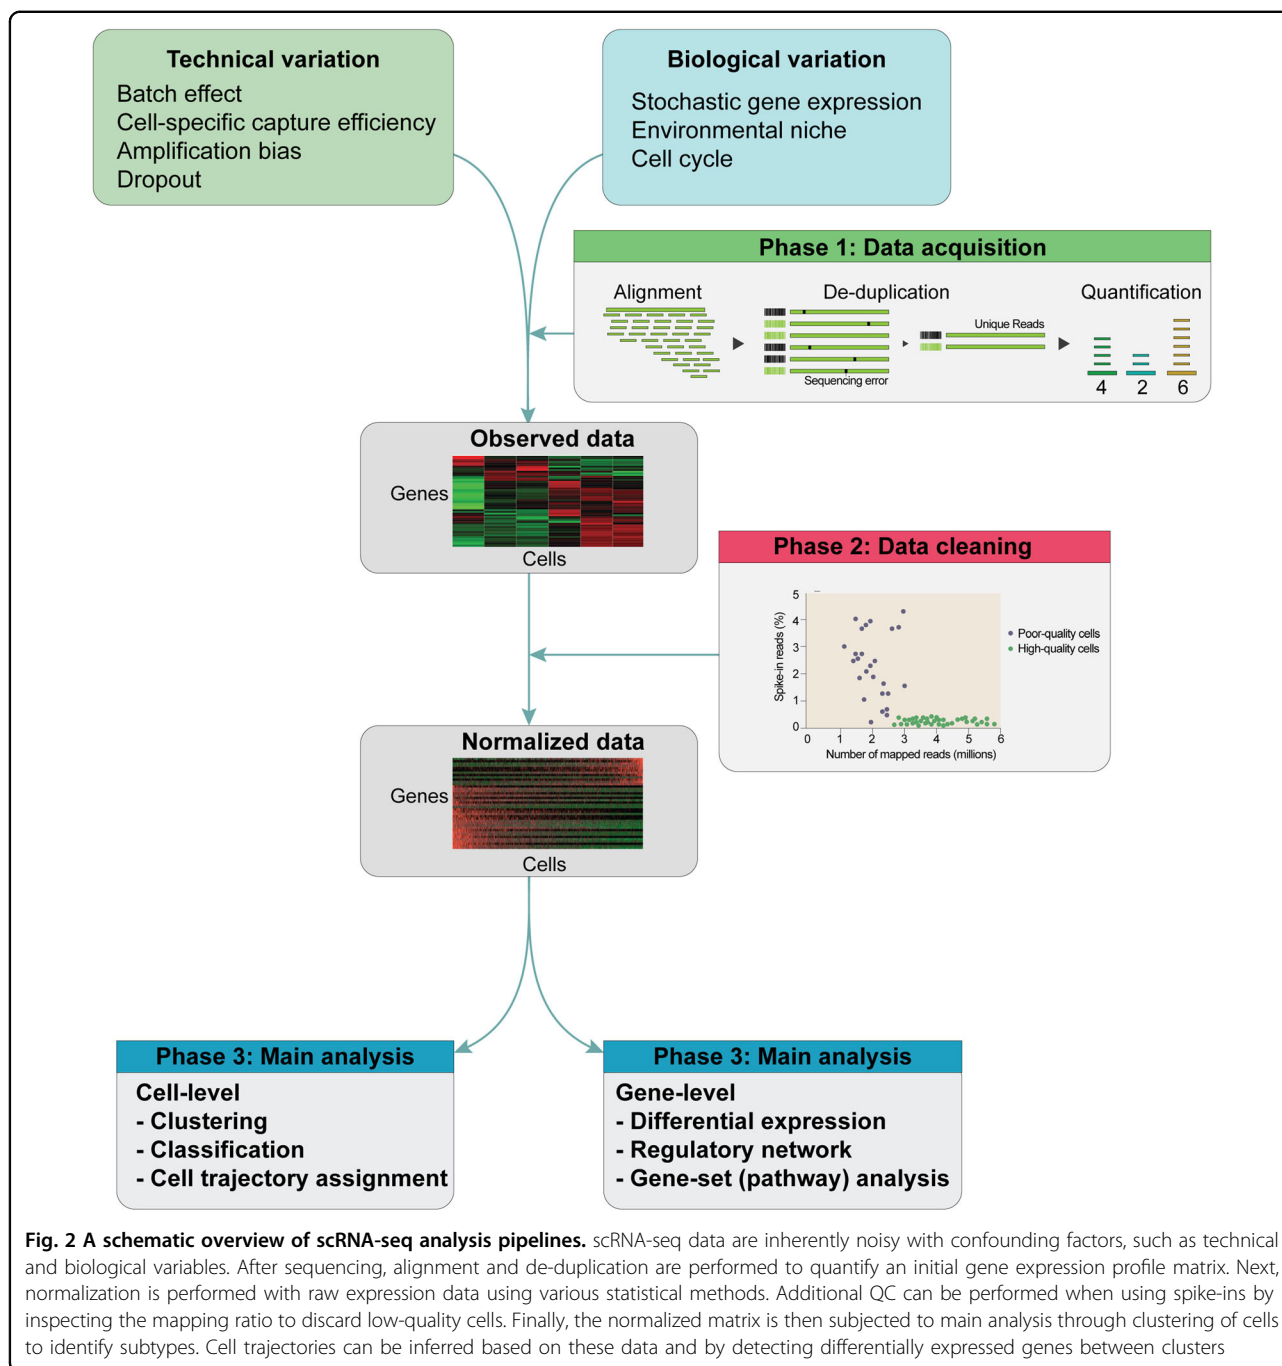 Technical variation
Batch effect
Cell-specific capture efficiency
Amplification bias
Dropout
Biological variation
Stochastic gene expression
Environmental niche
Cell cycle
Phase 1: Data acquisition
Alignment
De-duplication
Quantification
Unique Reads
Sequencing error
4 2 6
Observed data
Genes
Cells
Phase 2: Data cleaning
5
4
3
2
1
0
Spike-in reads (%)
0 1 2 3 4 5 6
Number of mapped reads (millions)
Poor-quality cells
High-quality cells
Normalized data
Genes
Cells
Phase 3: Main analysis
Cell-level
- Clustering
- Classification
- Cell trajectory assignment
Phase 3: Main analysis
Gene-level
- Differential expression
- Regulatory network
- Gene-set (pathway) analysis
Fig. 2 A schematic overview of scRNA-seq analysis pipelines. scRNA-seq data are inherently noisy with confounding factors, such as technical
and biological variables. After sequencing, alignment and de-duplication are performed to quantify an initial gene expression profile matrix. Next,
normalization is performed with raw expression data using various statistical methods. Additional QC can be performed when using spike-ins by
inspecting the mapping ratio to discard low-quality cells. Finally, the normalized matrix is then subjected to main analysis through clustering of cells
to identify subtypes. Cell trajectories can be inferred based on these data and by detecting differentially expressed genes between clusters